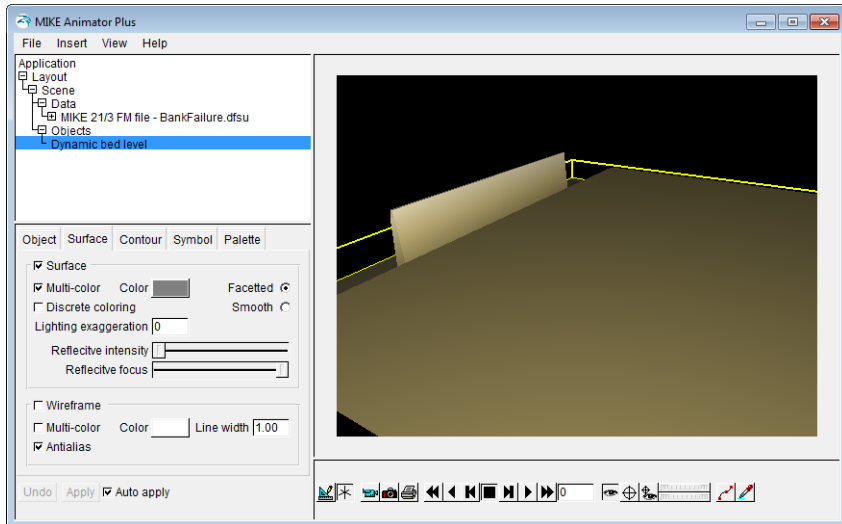 MIKE Animator Plus
File Insert View Help
Application
Layout
Scene
Data
MIKE 21/3 FM file - BankFailure.dfsu
Objects
Dynamic bed level
Object Surface Contour Symbol Palette
Surface
Multi-color Color Facetted
Discrete coloring Smooth
Lighting exaggeration 0
Reflecitve intensity
Reflecitve focus
Wireframe
Multi-color Color Line width 1.00
Antialias
Undo Apply Auto apply
0